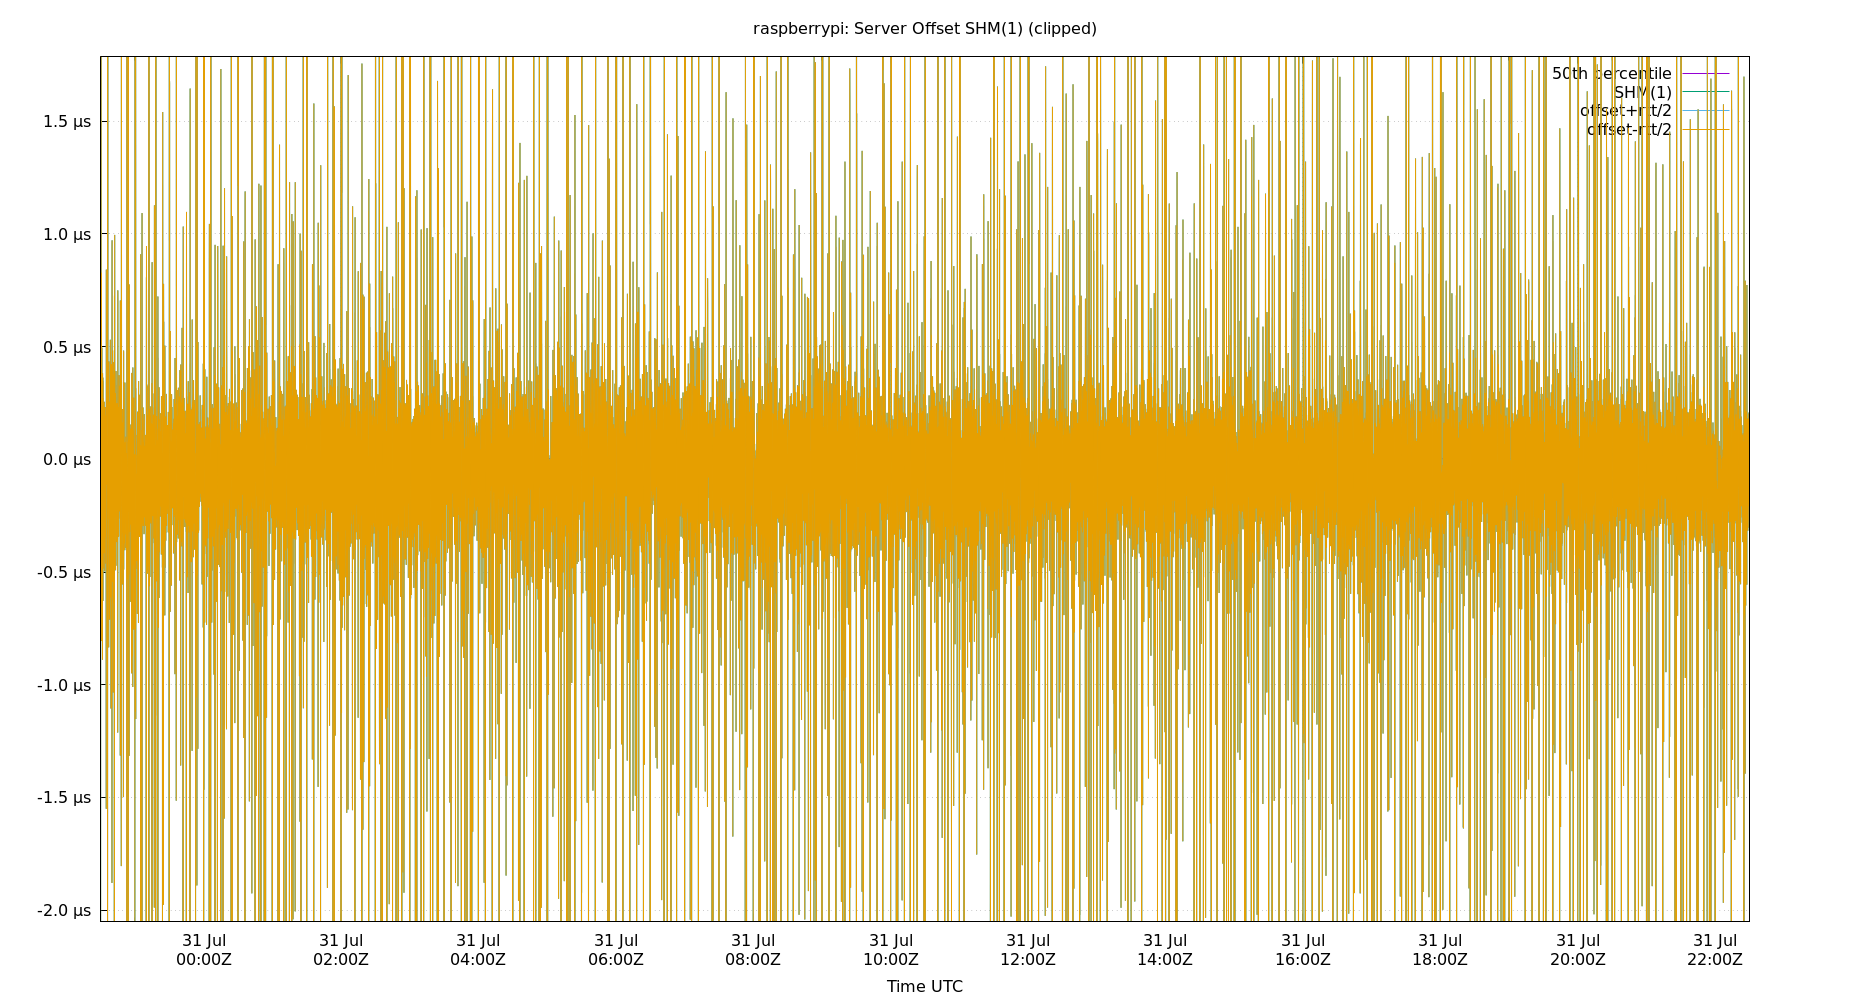 raspberrypi: Server Offset SHM(1) (clipped)
50th percentile
SHM(1)
offset+rtt/2
offset-rtt/2
1.5 µs
1.0 µs
0.5 µs
0.0 µs
-0.5 µs
-1.0 µs
-1.5 µs
-2.0 µs
31 Jul 31 Jul 31 Jul 31 Jul 31 Jul 31 Jul 31 Jul 31 Jul 31 Jul 31 Jul 31 Jul 31 Jul
00:00Z 02:00Z 04:00Z 06:00Z 08:00Z 10:00Z 12:00Z 14:00Z 16:00Z 18:00Z 20:00Z 22:00Z
Time UTC